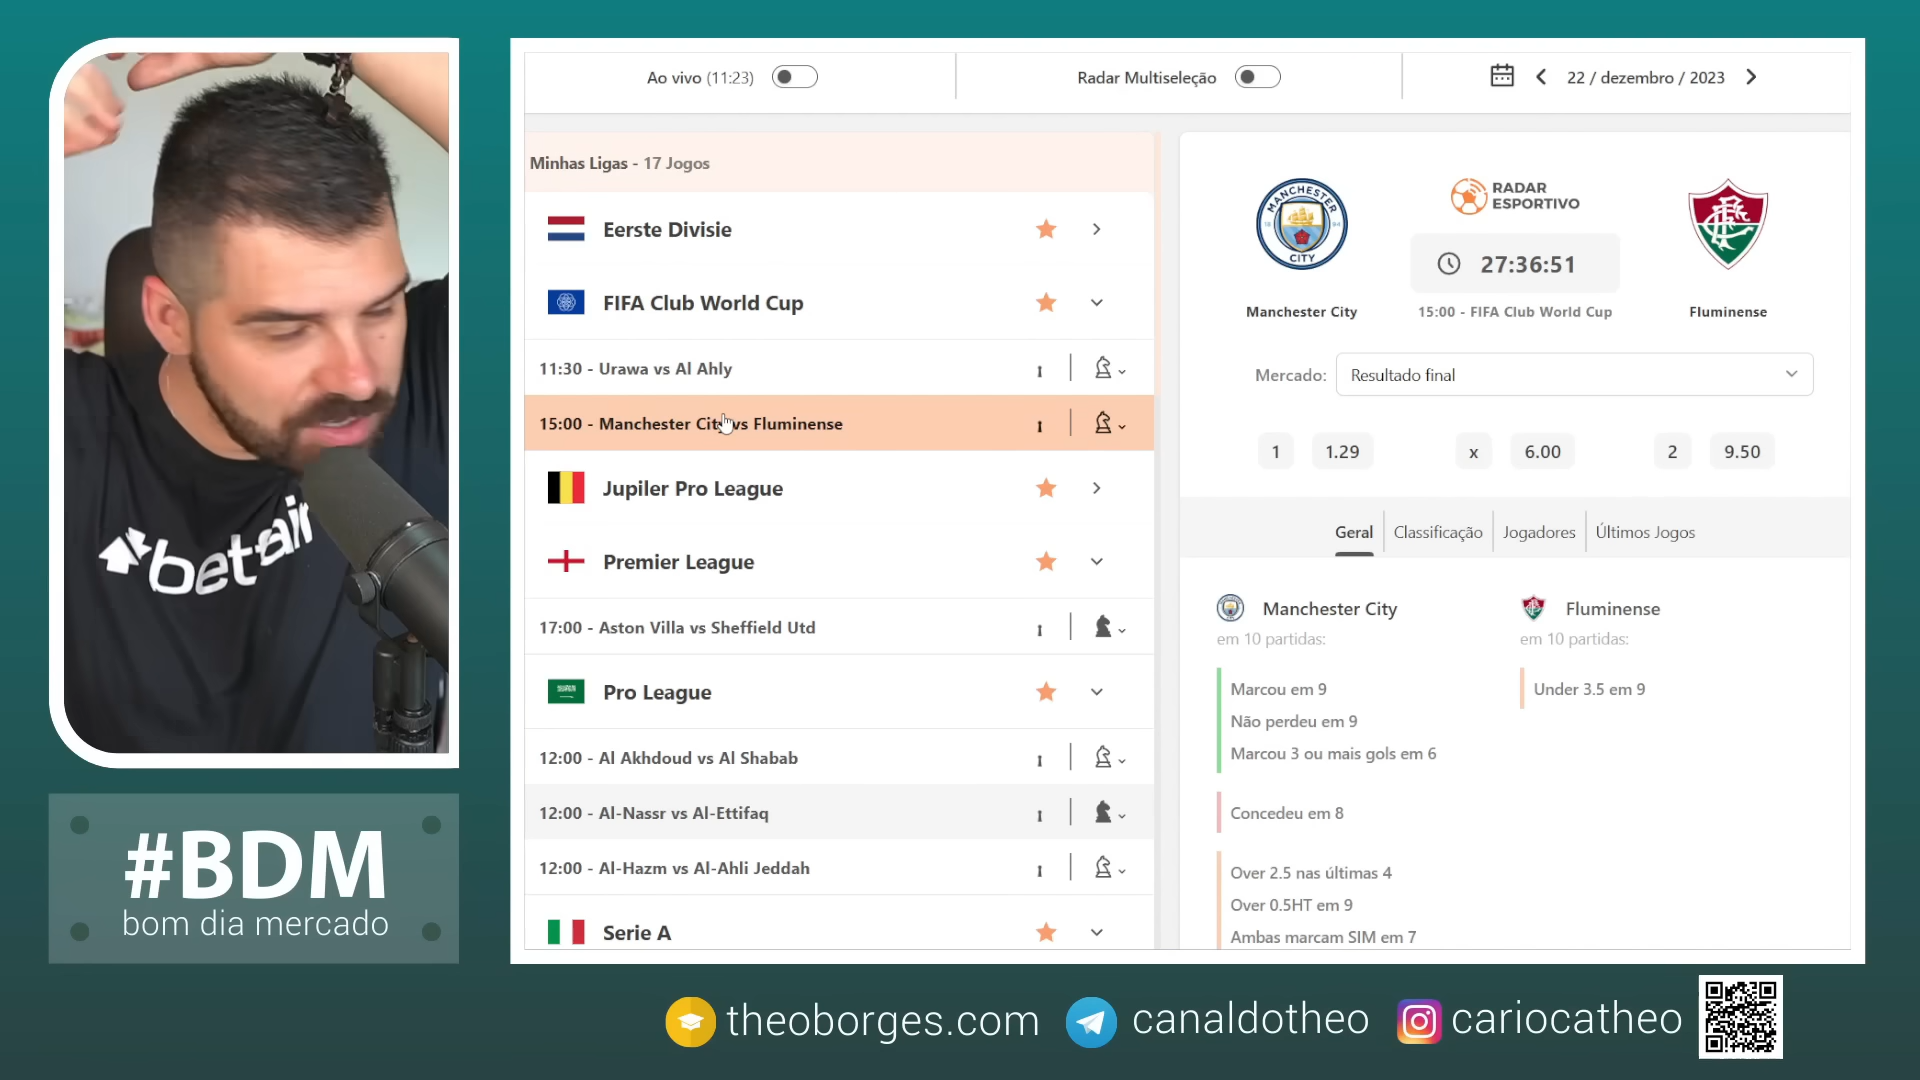 Ao vivo (11:23)
Radar Multiseleção
22 / dezembro / 2023
Minhas Ligas - 17 Jogos
Eerste Divisie
FIFA Club World Cup
11:30 - Urawa vs Al Ahly
15:00 - Manchester City vs Fluminense
Jupiler Pro League
Premier League
17:00 - Aston Villa vs Sheffield Utd
Pro League
12:00 - Al Akhdoud vs Al Shabab
12:00 - Al-Nassr vs Al-Ettifaq
12:00 - Al-Hazm vs Al-Ahli Jeddah
Serie A
MANCHESTER
18 94
CITY
RADAR
ESPORTIVO
27:36:51
Manchester City
15:00 - FIFA Club World Cup
Fluminense
Mercado:
Resultado final
1 1.29 x 6.00 2 9.50
Geral
Classificação
Jogadores
Últimos Jogos
Manchester City
em 10 partidas:
Marcou em 9
Não perdeu em 9
Marcou 3 ou mais gols em 6
Concedeu em 8
Over 2.5 nas últimas 4
Over 0.5HT em 9
Ambas marcam SIM em 7
Fluminense
em 10 partidas:
Under 3.5 em 9
betfair
#BDM
bom dia mercado
theoborges.com
canaldotheo
cariocatheo